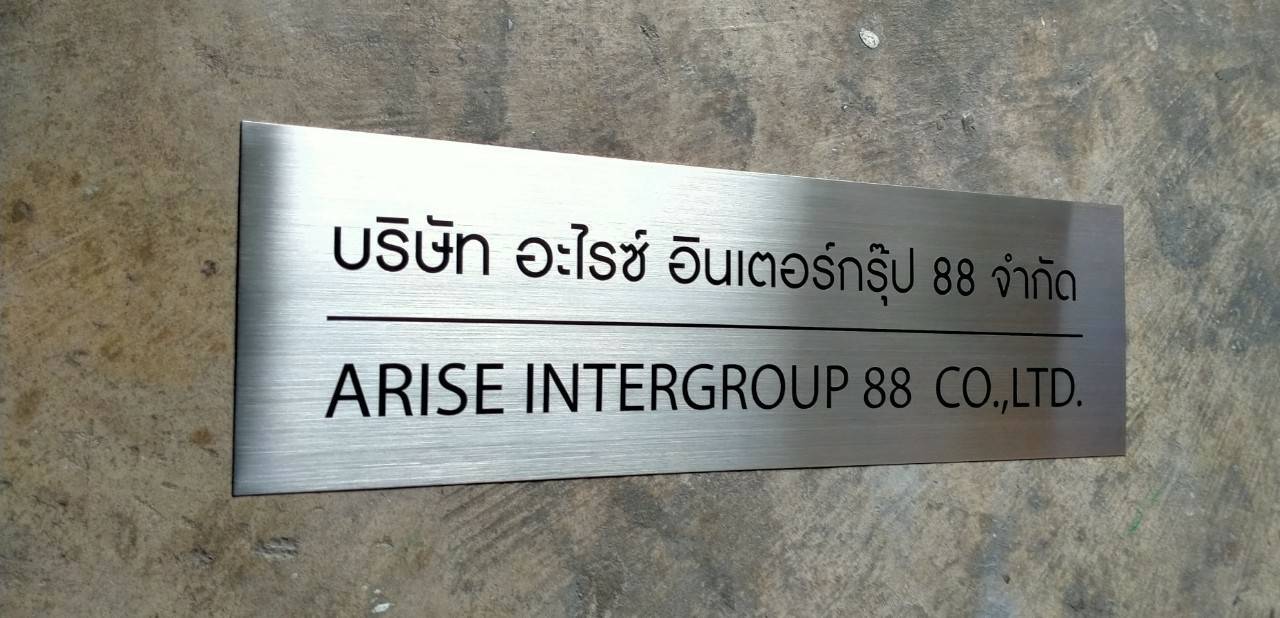 บริษัท อะไรซ์ อินเตอร์กรุ๊ป 88 จำกัด
ARISE INTERGROUP 88 CO.,LTD.